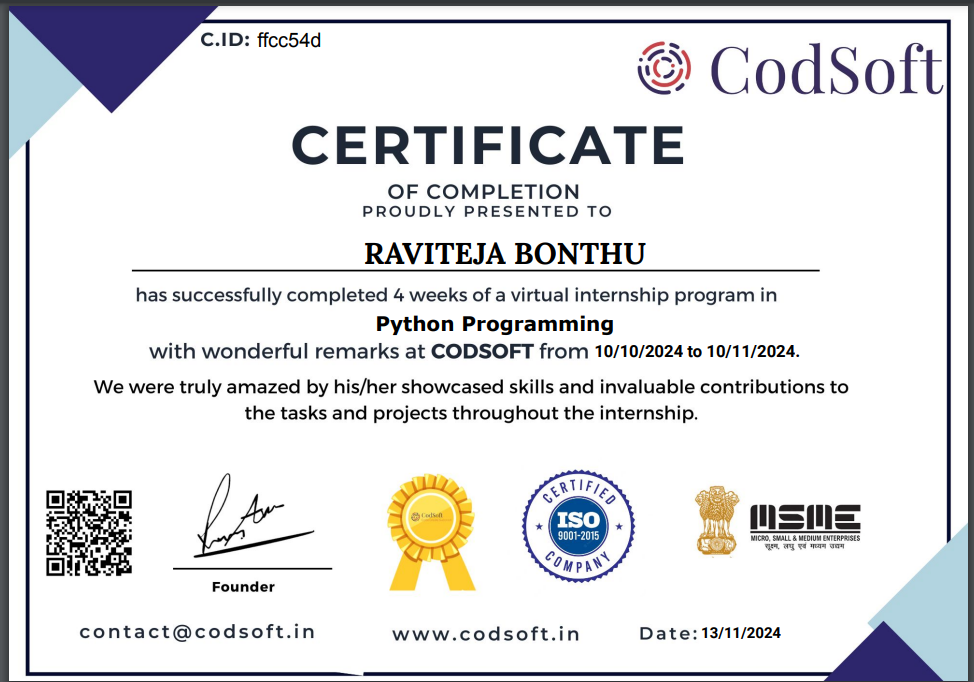 C.ID: ffcc54d
CodSoft
CERTIFICATE
OF COMPLETION
PROUDLY PRESENTED TO
RAVITEJA BONTHU
has successfully completed 4 weeks of a virtual internship program in
Python Programming
with wonderful remarks at CODSOFT from 10/10/2024 to 10/11/2024.
We were truly amazed by his/her showcased skills and invaluable contributions to
the tasks and projects throughout the internship.
CodSoft
CERTIFIED
ISO
9001-2015
COMPANY
MSME
MICRO, SMALL & MEDIUM ENTERPRISES
सूक्ष्म, लघु एवं मध्यम उद्यम
Founder
contact@codsoft.in
www.codsoft.in
Date: 13/11/2024